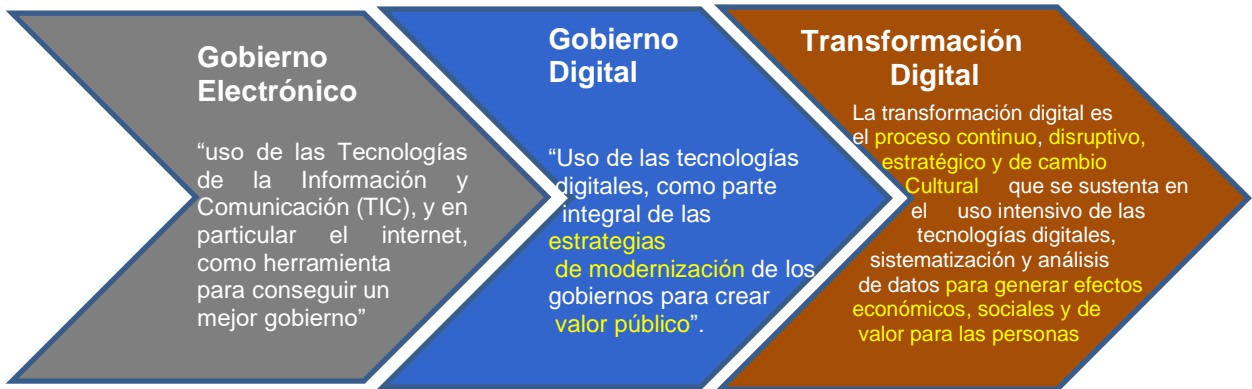 Gobierno
Electrónico
“uso de las Tecnologías
de la Información y
Comunicación (TIC), y en
particular el internet,
como herramienta
para conseguir un
mejor gobierno”
Gobierno
Digital
“Uso de las tecnologías
digitales, como parte
integral de las
estrategias
de modernización de los
gobiernos para crear
valor público”.
Transformación
Digital
La transformación digital es
el proceso continuo, disruptivo,
estratégico y de cambio
Cultural que se sustenta en
el uso intensivo de las
tecnologías digitales,
sistematización y análisis
de datos para generar efectos
económicos, sociales y de
valor para las personas